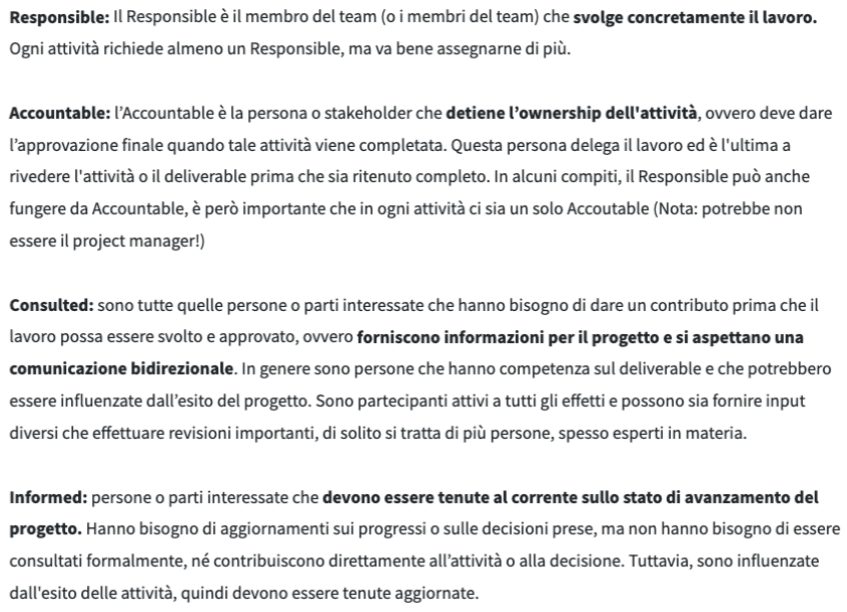 Responsible: Il Responsible è il membro del team (o i membri del team) che svolge concretamente il lavoro.
Ogni attività richiede almeno un Responsible, ma va bene assegnarne di più.
Accountable: l’Accountable è la persona o stakeholder che detiene l’ownership dell'attività, ovvero deve dare
l’approvazione finale quando tale attività viene completata. Questa persona delega il lavoro ed è l'ultima a
rivedere l'attività o il deliverable prima che sia ritenuto completo. In alcuni compiti, il Responsible può anche
fungere da Accountable, è però importante che in ogni attività ci sia un solo Accoutable (Nota: potrebbe non
essere il project manager!)
Consulted: sono tutte quelle persone o parti interessate che hanno bisogno di dare un contributo prima che il
lavoro possa essere svolto e approvato, ovvero forniscono informazioni per il progetto e si aspettano una
comunicazione bidirezionale. In genere sono persone che hanno competenza sul deliverable e che potrebbero
essere influenzate dall’esito del progetto. Sono partecipanti attivi a tutti gli effetti e possono sia fornire input
diversi che effettuare revisioni importanti, di solito si tratta di più persone, spesso esperti in materia.
Informed: persone o parti interessate che devono essere tenute al corrente sullo stato di avanzamento del
progetto. Hanno bisogno di aggiornamenti sui progressi o sulle decisioni prese, ma non hanno bisogno di essere
consultati formalmente, né contribuiscono direttamente all’attività o alla decisione. Tuttavia, sono influenzate
dall'esito delle attività, quindi devono essere tenute aggiornate.